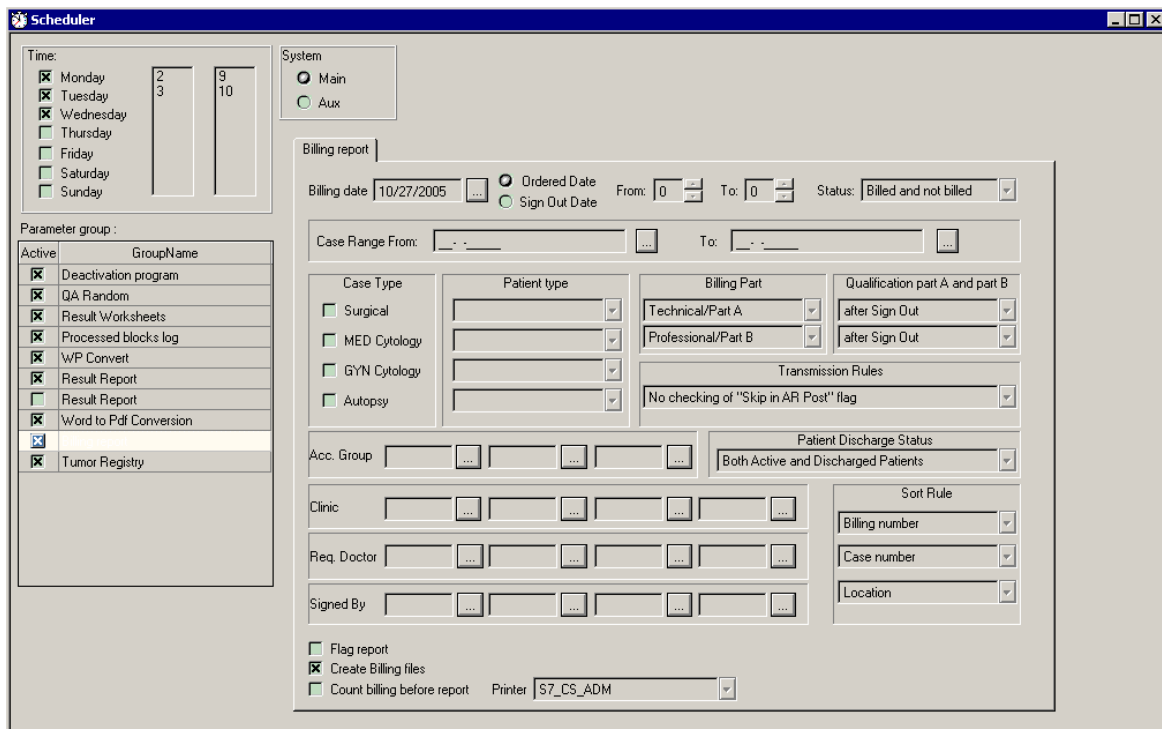 Scheduler
Time:
Monday 2 9
Tuesday 3 10
Wednesday
Thursday
Friday
Saturday
Sunday
System
Main
Aux
Parameter group :
Active GroupName
Deactivation program
QA Random
Result Worksheets
Processed blocks log
WP Convert
Result Report
Result Report
Word to Pdf Conversion
Tumor Registry
Billing report
Billing date 10/27/2005 ... Ordered Date From: 0 To: 0 Status: Billed and not billed
Sign Out Date
Case Range From: __-_-_____ ... To: __-_-_____ ...
Case Type Patient type Billing Part Qualification part A and part B
Surgical Technical/Part A after Sign Out
MED Cytology Professional/Part B after Sign Out
GYN Cytology Transmission Rules
Autopsy No checking of "Skip in AR Post" flag
Acc. Group ... ... ... Patient Discharge Status
Both Active and Discharged Patients
Clinic ... ... ... ... Sort Rule
Billing number
Req. Doctor ... ... ... ... Case number
Signed By ... ... ... ... Location
Flag report
Create Billing files
Count billing before report Printer S7_CS_ADM